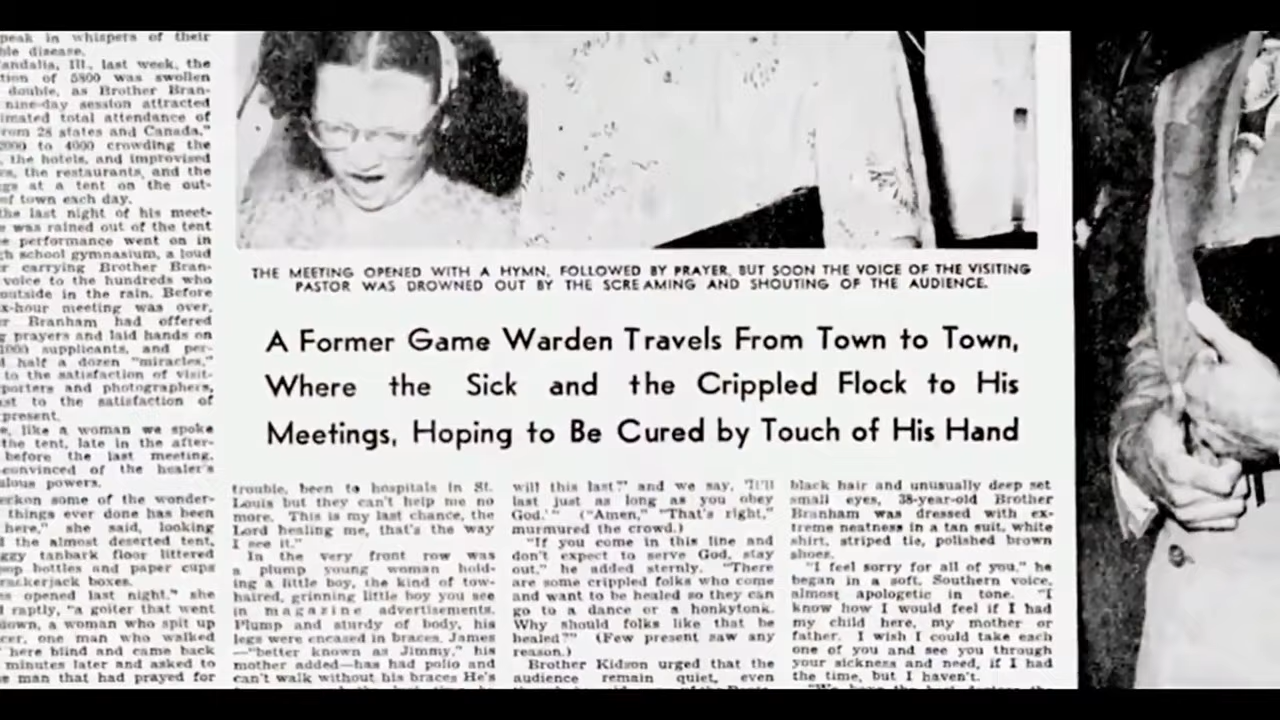 peak in whispers of their
ble disease.
andalia, Ill., last week, the
tion of 5800 was swollen
double, as Brother Bran-
nine-day session attracted
imated total attendance of
rom 28 states and Canada,"
2000 to 4000 crowding the
, the hotels, and improvised
rs, the restaurants, and the
gs at a tent on the out-
of town each day.
the last night of his meet-
e was rained out of the tent
e performance went on in
gh school gymnasium, a loud
r carrying Brother Bran-
voice to the hundreds who
outside in the rain. Before
x-hour meeting was over,
r Branham had offered
g prayers and laid hands on
1000 supplicants, and per-
d half a dozen "miracles,"
to the satisfaction of visit-
porters and photographers,
ast to the satisfaction of
present.
e, like a woman we spoke
the tent, late in the after-
before the last meeting,
convinced of the healer's
alous powers.
eckon some of the wonder-
things ever done has been
here," she said, looking
d the almost deserted tent,
ggy tanbark floor littered
pop bottles and paper cups
rackerjack boxes.
es opened last night," she
d raptly, "a goiter that went
down, a woman who spit up
cer, one man who walked
here blind and came back
minutes later and asked to
e man that had prayed for
THE MEETING OPENED WITH A HYMN, FOLLOWED BY PRAYER, BUT SOON THE VOICE OF THE VISITING
PASTOR WAS DROWNED OUT BY THE SCREAMING AND SHOUTING OF THE AUDIENCE.
A Former Game Warden Travels From Town to Town,
Where the Sick and the Crippled Flock to His
Meetings, Hoping to Be Cured by Touch of His Hand
trouble, been to hospitals in St.
Louis but they can't help me no
more. This is my last chance, the
Lord healing me, that's the way
I see it."
In the very front row was
a plump young woman hold-
ing a little boy, the kind of tow-
haired, grinning little boy you see
in magazine advertisements.
Plump and sturdy of body, his
legs were encased in braces. James
—"better known as Jimmy," his
mother added—has had polio and
can't walk without his braces He's
will this last?" and we say, "It'll
last just as long as you obey
God.'" ("Amen," "That's right,"
murmured the crowd.)
"If you come in this line and
don't expect to serve God, stay
out," he added sternly. "There
are some crippled folks who come
and want to be healed so they can
go to a dance or a honkytonk.
Why should folks like that be
healed?" (Few present saw any
reason.)
Brother Kidson urged that the
audience remain quiet, even
black hair and unusually deep set
small eyes, 38-year-old Brother
Branham was dressed with ex-
treme neatness in a tan suit, white
shirt, striped tie, polished brown
shoes.
"I feel sorry for all of you," he
began in a soft, Southern voice,
almost apologetic in tone. "I
know how I would feel if I had
my child here, my mother or
father. I wish I could take each
one of you and see you through
your sickness and need, if I had
the time, but I haven't.